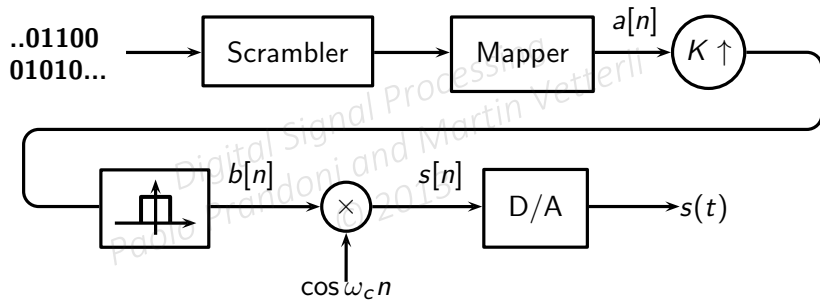 ..01100
01010...
Scrambler
Mapper
a[n]
K ↑
b[n]
×
s[n]
D/A
s(t)
cos ω_c n
Digital Signal Processing
Paolo Prandoni and Martin Vetterli
© 2013